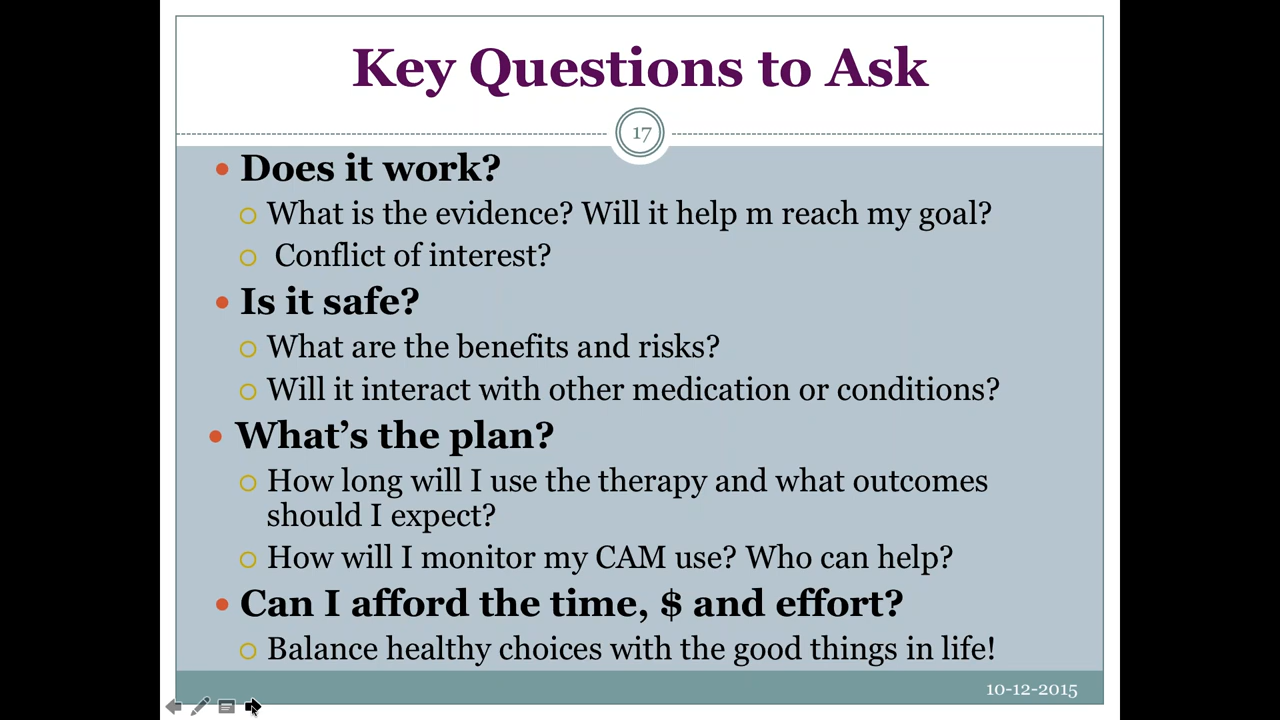 Key Questions to Ask
17
Does it work?
What is the evidence? Will it help m reach my goal?
Conflict of interest?
Is it safe?
What are the benefits and risks?
Will it interact with other medication or conditions?
What’s the plan?
How long will I use the therapy and what outcomes
should I expect?
How will I monitor my CAM use? Who can help?
Can I afford the time, $ and effort?
Balance healthy choices with the good things in life!
10-12-2015